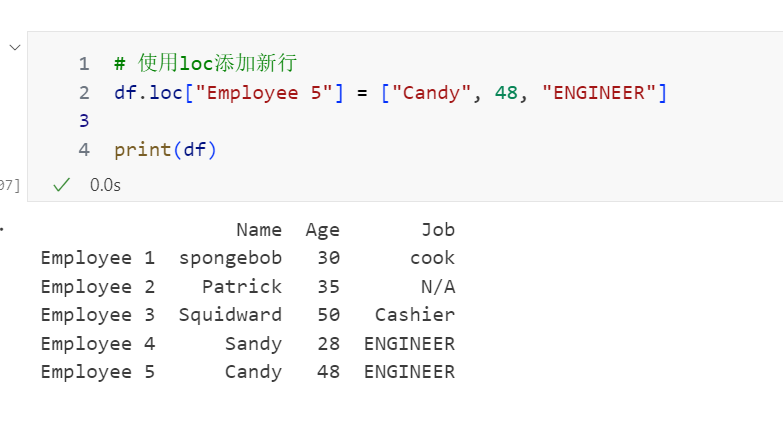 1 # 使用loc添加新行
2 df.loc["Employee 5"] = ["Candy", 48, "ENGINEER"]
3
4 print(df)
07] 0.0s
Name Age Job
Employee 1 spongebob 30 cook
Employee 2 Patrick 35 N/A
Employee 3 Squidward 50 Cashier
Employee 4 Sandy 28 ENGINEER
Employee 5 Candy 48 ENGINEER